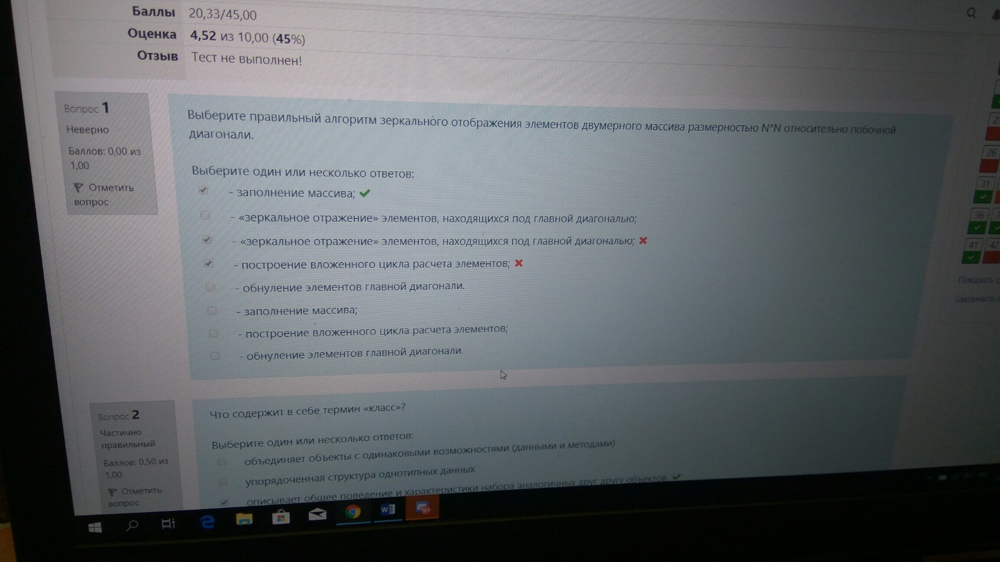 Баллы 20,33/45,00
Оценка 4,52 из 10,00 (45%)
Отзыв Тест не выполнен!
Вопрос 1
Неверно
Баллов: 0,00 из
1,00
Отметить
вопрос
Выберите правильный алгоритм зеркального отображения элементов двумерного массива размерностью N*N относительно побочной
диагонали.
Выберите один или несколько ответов:
- заполнение массива;
- «зеркальное отражение» элементов, находящихся под главной диагональю;
- «зеркальное отражение» элементов, находящихся под главной диагональю;
- построение вложенного цикла расчета элементов;
- обнуление элементов главной диагонали.
- заполнение массива;
- построение вложенного цикла расчета элементов;
- обнуление элементов главной диагонали.
26
31
36
41 42
Показать
Закончить
Вопрос 2
Частично
правильный
Баллов: 0,50 из
1,00
Отметить
вопрос
Что содержит в себе термин «класс»?
Выберите один или несколько ответов:
объединяет объекты с одинаковыми возможностями (данными и методами)
упорядоченная структура однотипных данных
описывает общее поведение и характеристики набора аналогичных друг другу объектов.
9+